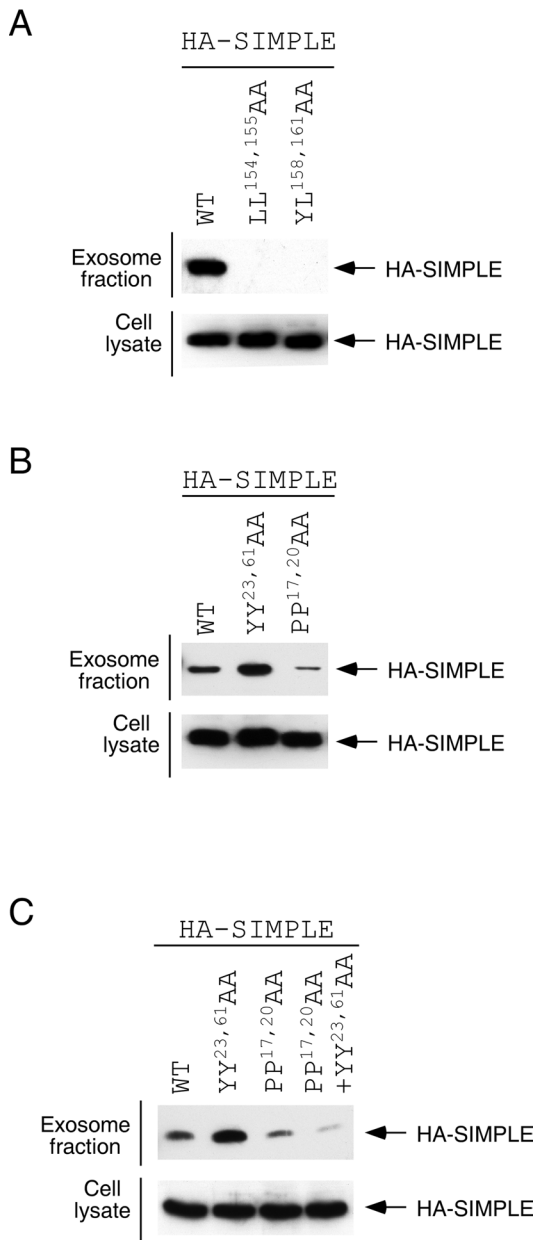 A
HA-SIMPLE
WT
LL154,155AA
YL158,161AA
Exosome
fraction
HA-SIMPLE
Cell
lysate
HA-SIMPLE
B
HA-SIMPLE
WT
YY23,61AA
PP17,20AA
Exosome
fraction
HA-SIMPLE
Cell
lysate
HA-SIMPLE
C
HA-SIMPLE
WT
YY23,61AA
PP17,20AA
PP17,20AA
+YY23,61AA
Exosome
fraction
HA-SIMPLE
Cell
lysate
HA-SIMPLE